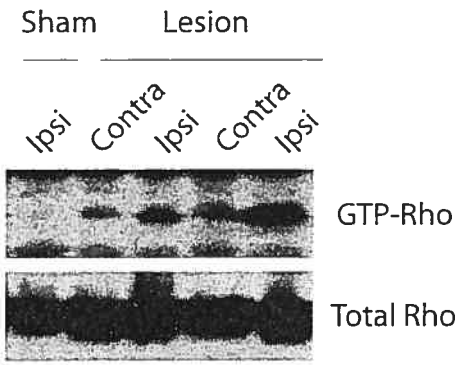 Sham Lesion
Ipsi Contra Ipsi Contra Ipsi
GTP-Rho
Total Rho